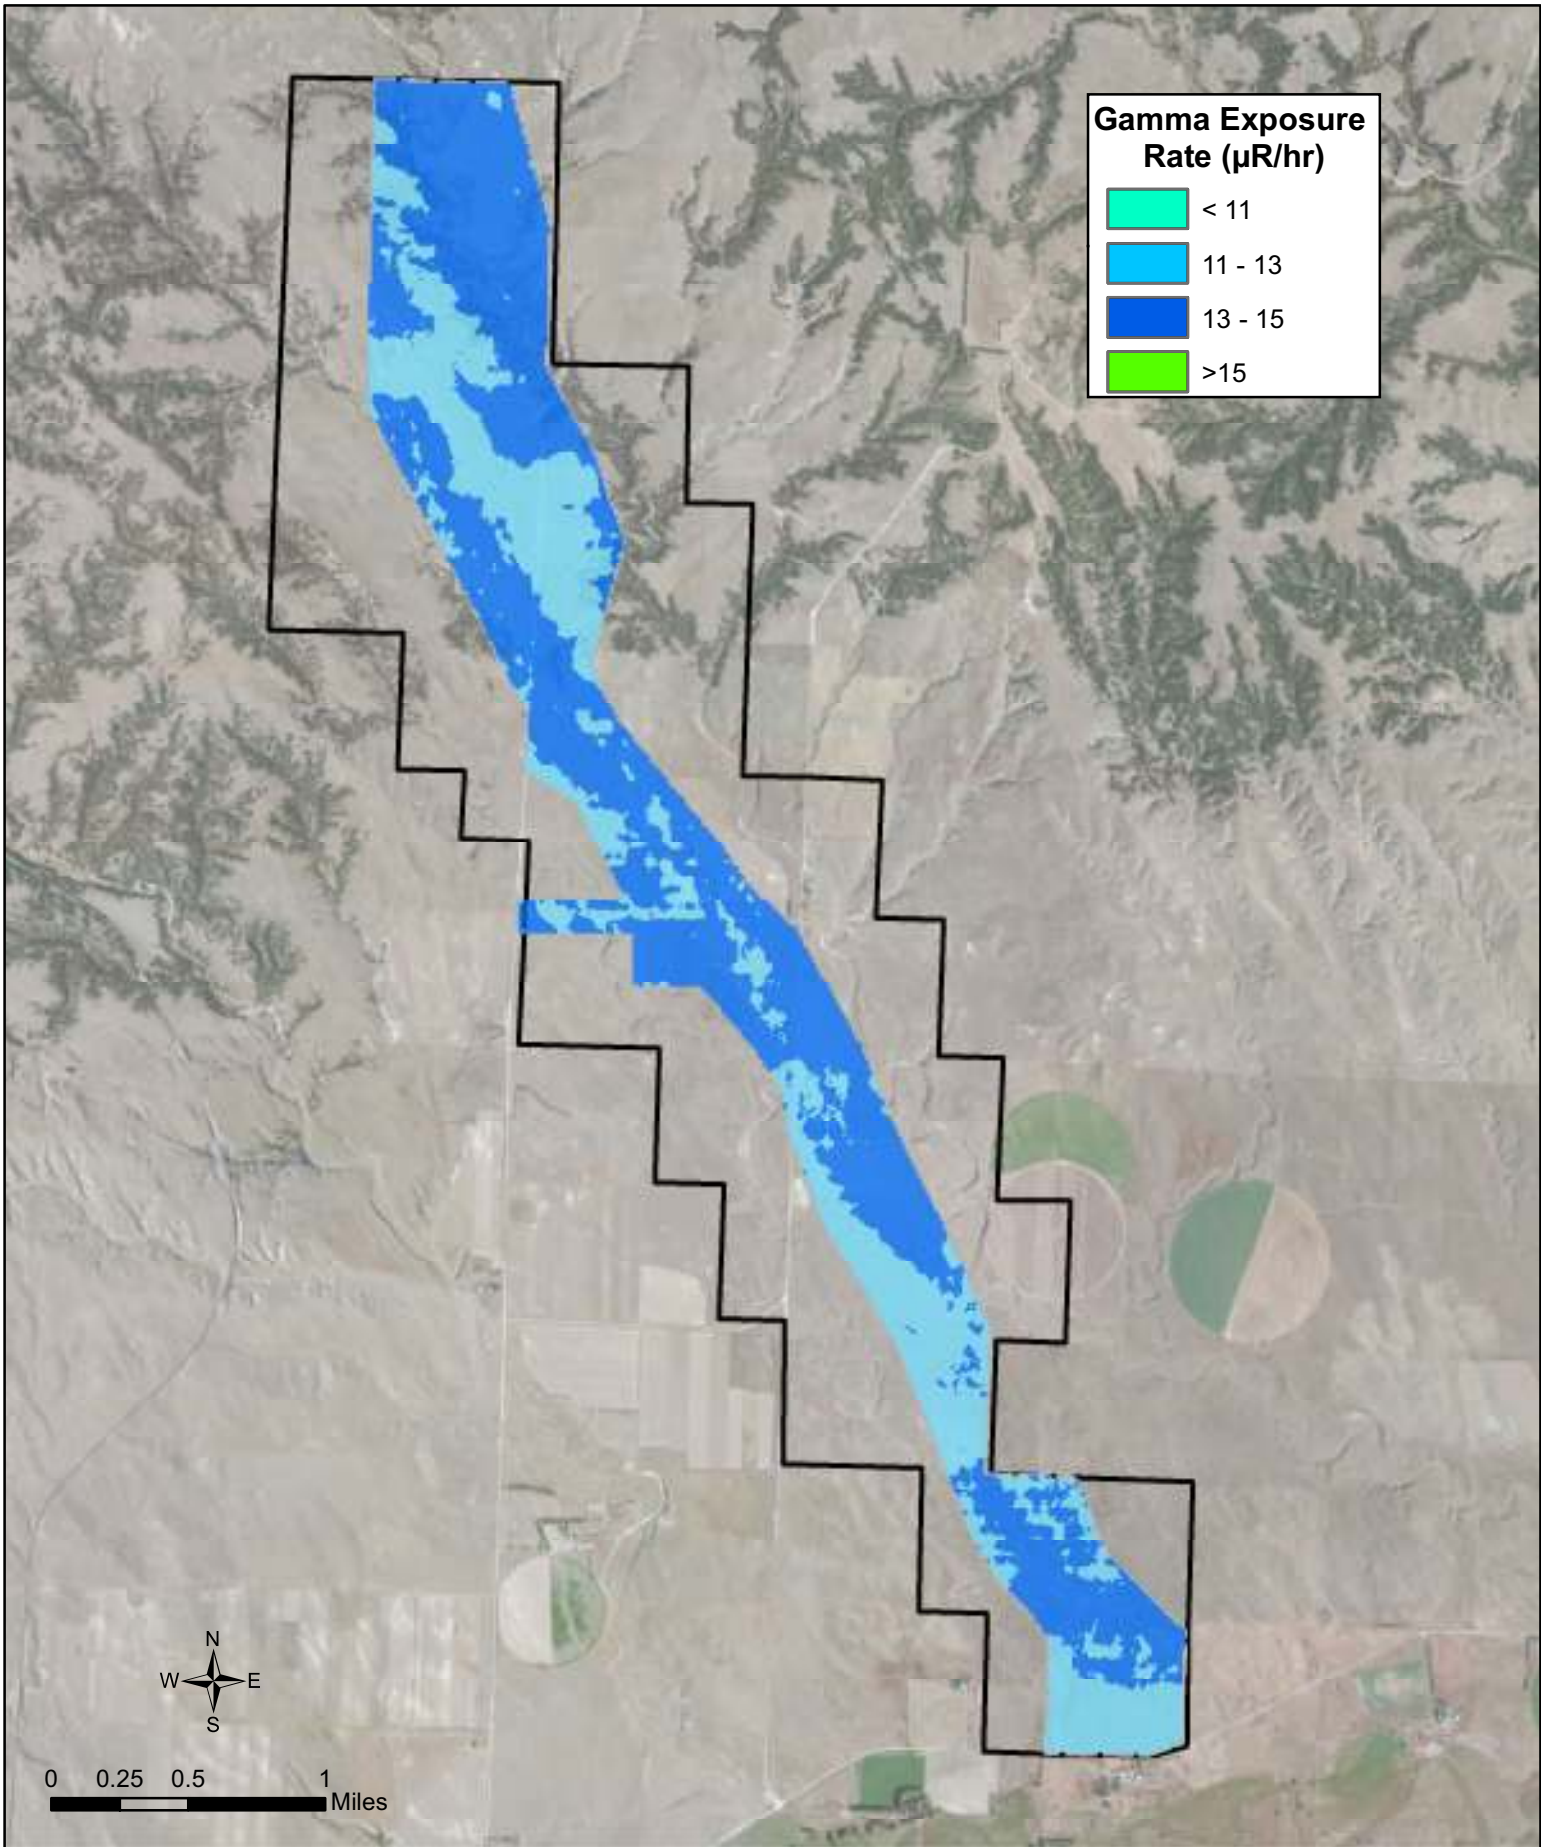 Gamma Exposure
Rate (µR/hr)
< 11
11 - 13
13 - 15
>15
N
W E
S
0 0.25 0.5 1
Miles